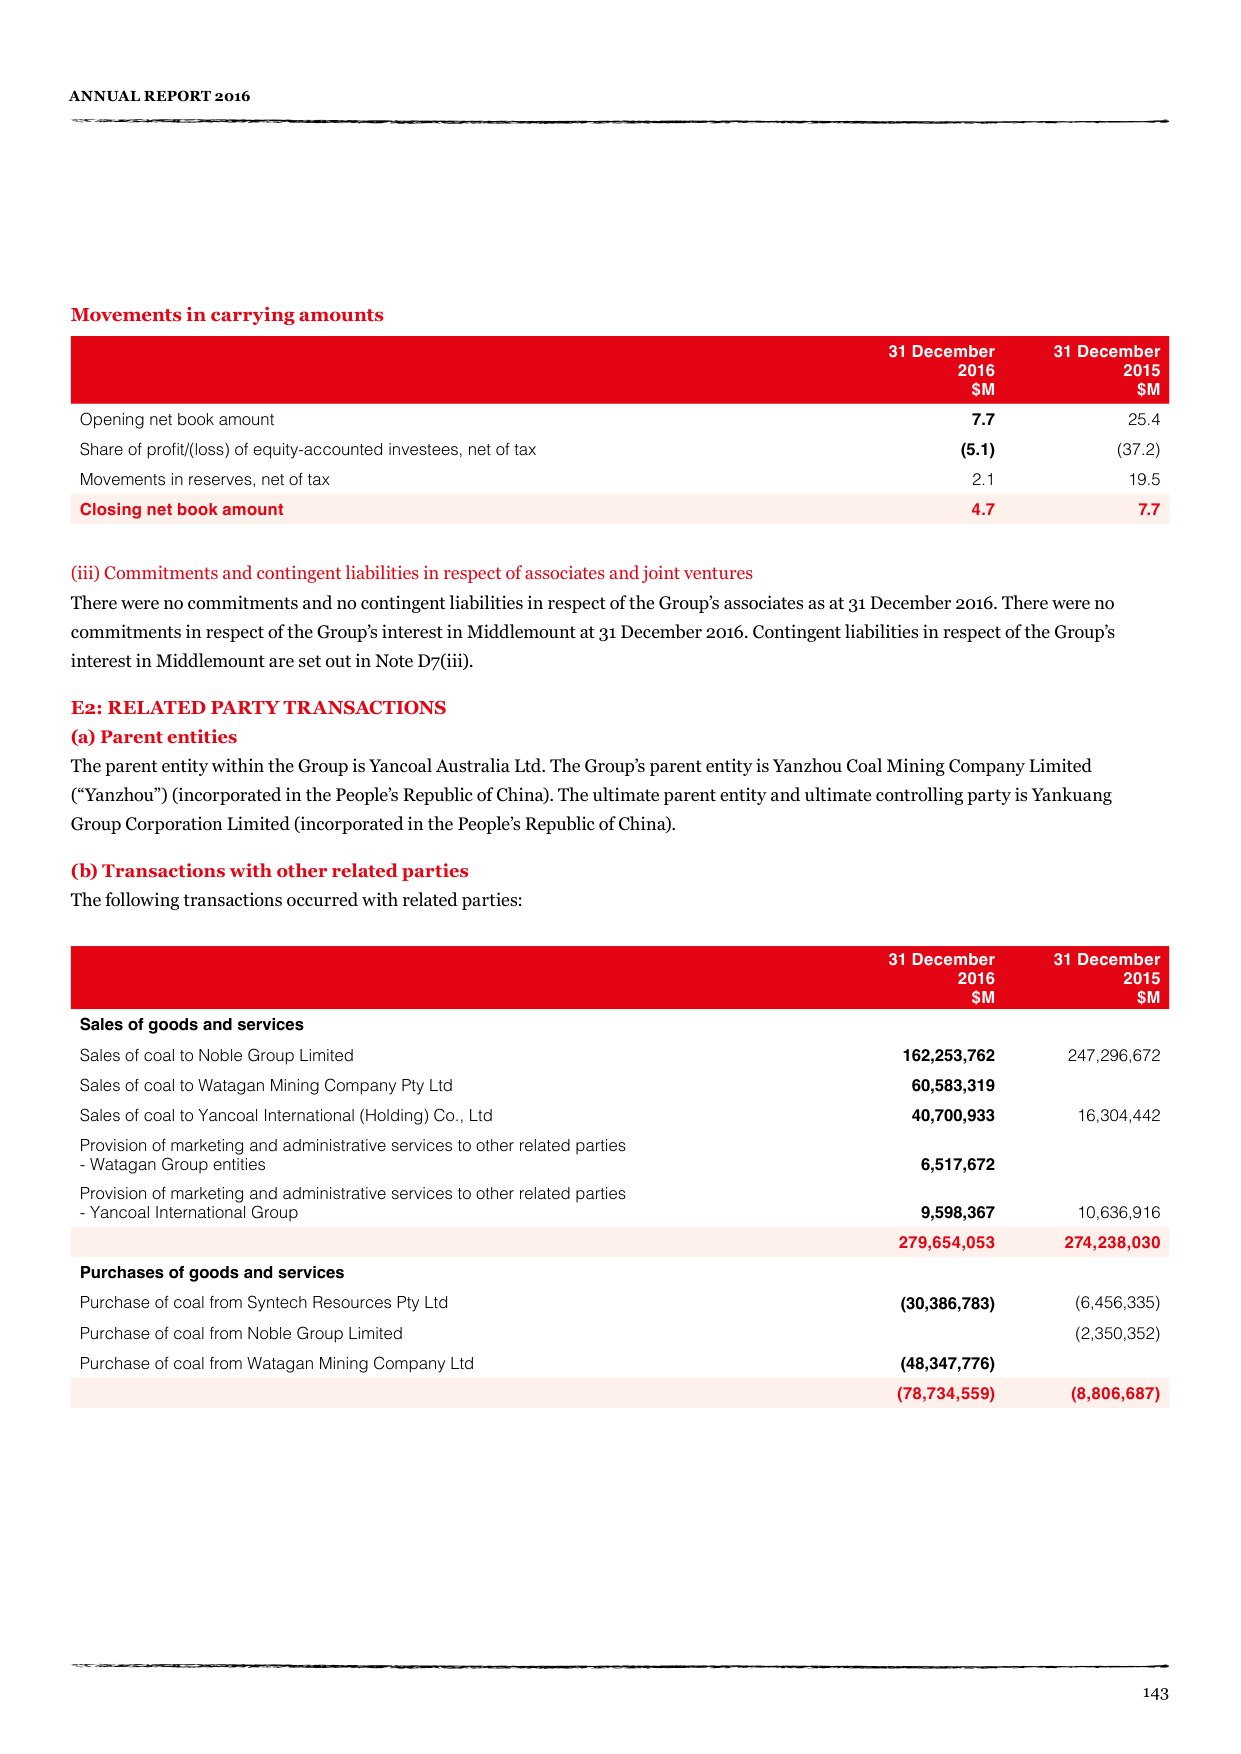 ANNUAL REPORT 2016
Movements in carrying amounts
31 December 31 December
2016 2015
$M $M
Opening net book amount 7.7 25.4
Share of profit/(loss) of equity-accounted investees, net of tax (5.1) (37.2)
Movements in reserves, net of tax 2.1 19.5
Closing net book amount 4.7 7.7
(iii) Commitments and contingent liabilities in respect of associates and joint ventures
There were no commitments and no contingent liabilities in respect of the Group’s associates as at 31 December 2016. There were no
commitments in respect of the Group’s interest in Middlemount at 31 December 2016. Contingent liabilities in respect of the Group’s
interest in Middlemount are set out in Note D7(iii).
E2: RELATED PARTY TRANSACTIONS
(a) Parent entities
The parent entity within the Group is Yancoal Australia Ltd. The Group’s parent entity is Yanzhou Coal Mining Company Limited
(“Yanzhou”) (incorporated in the People’s Republic of China). The ultimate parent entity and ultimate controlling party is Yankuang
Group Corporation Limited (incorporated in the People’s Republic of China).
(b) Transactions with other related parties
The following transactions occurred with related parties:
31 December 31 December
2016 2015
$M $M
Sales of goods and services
Sales of coal to Noble Group Limited 162,253,762 247,296,672
Sales of coal to Watagan Mining Company Pty Ltd 60,583,319
Sales of coal to Yancoal International (Holding) Co., Ltd 40,700,933 16,304,442
Provision of marketing and administrative services to other related parties
- Watagan Group entities 6,517,672
Provision of marketing and administrative services to other related parties
- Yancoal International Group 9,598,367 10,636,916
279,654,053 274,238,030
Purchases of goods and services
Purchase of coal from Syntech Resources Pty Ltd (30,386,783) (6,456,335)
Purchase of coal from Noble Group Limited (2,350,352)
Purchase of coal from Watagan Mining Company Ltd (48,347,776)
(78,734,559) (8,806,687)
143